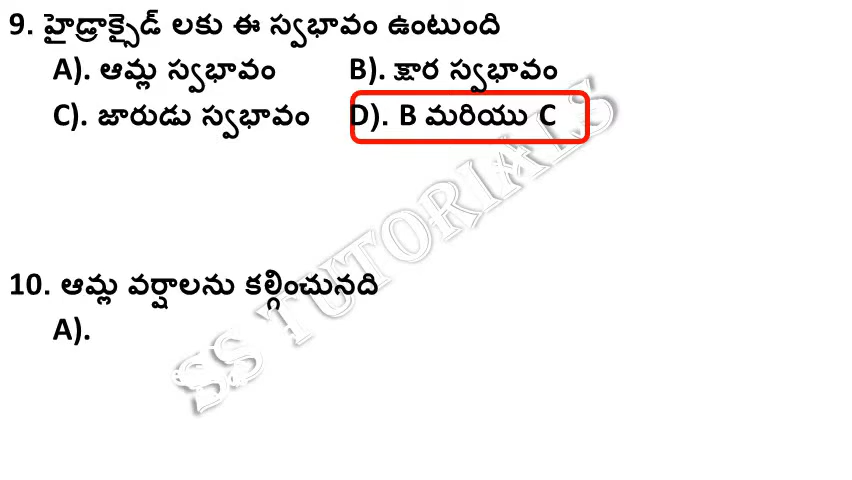 9. హైడ్రాక్సైడ్ లకు ఈ స్వభావం ఉంటుంది
A). ఆమ్ల స్వభావం B). క్షార స్వభావం
C). జారుడు స్వభావం D). B మరియు C
10. ఆమ్ల వర్షాలను కల్గించునది
A).
SS TUTORIALS